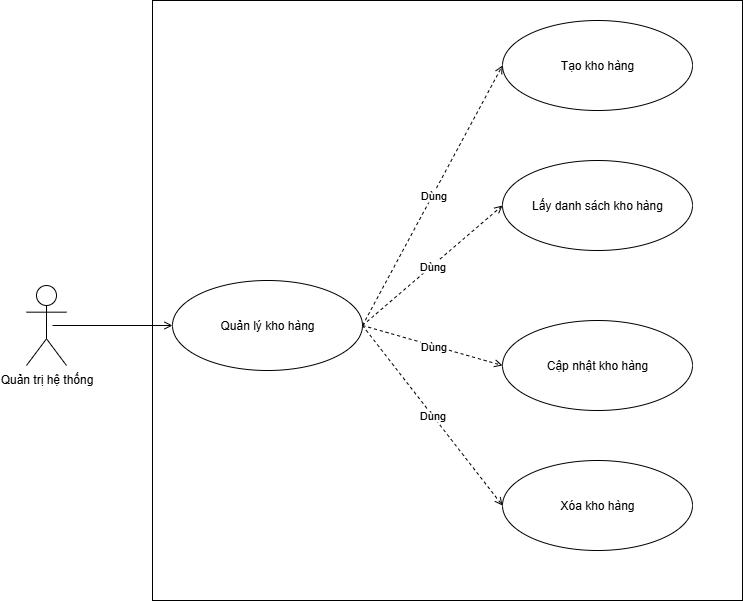 Tạo kho hàng
Dùng
Lấy danh sách kho hàng
Dùng
Quản lý kho hàng
Dùng
Cập nhật kho hàng
Quản trị hệ thống
Dùng
Xóa kho hàng